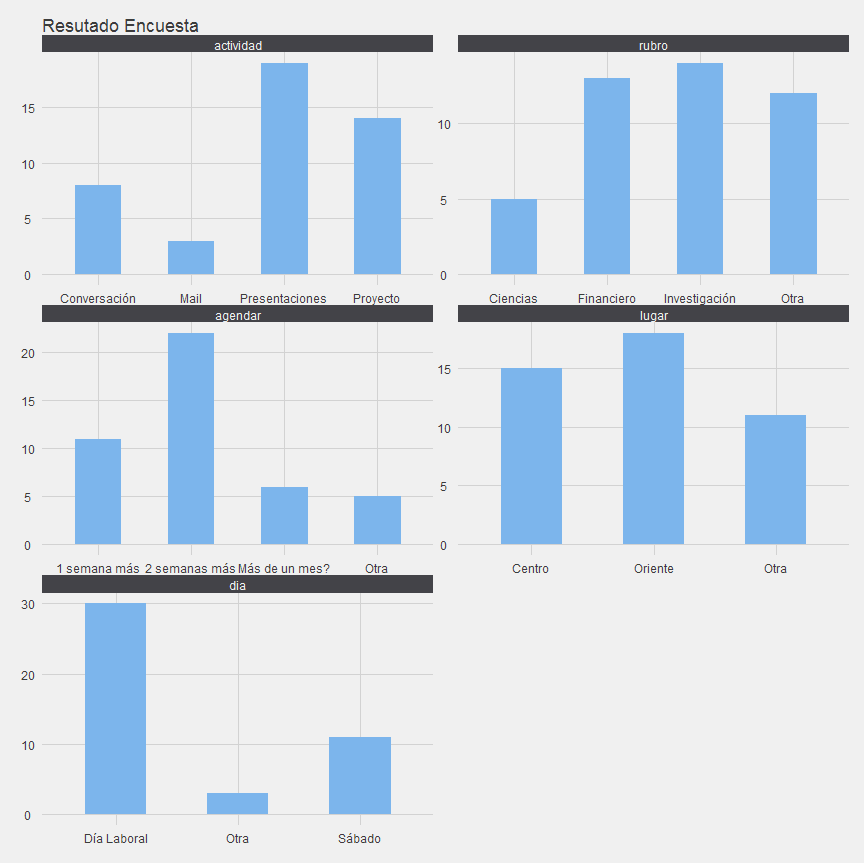 Resutado Encuesta
actividad
15
10
5
0
Conversación Mail Presentaciones Proyecto
rubro
10
5
0
Ciencias Financiero Investigación Otra
agendar
20
15
10
5
0
1 semana más 2 semanas más Más de un mes? Otra
lugar
15
10
5
0
Centro Oriente Otra
dia
30
20
10
0
Día Laboral Otra Sábado